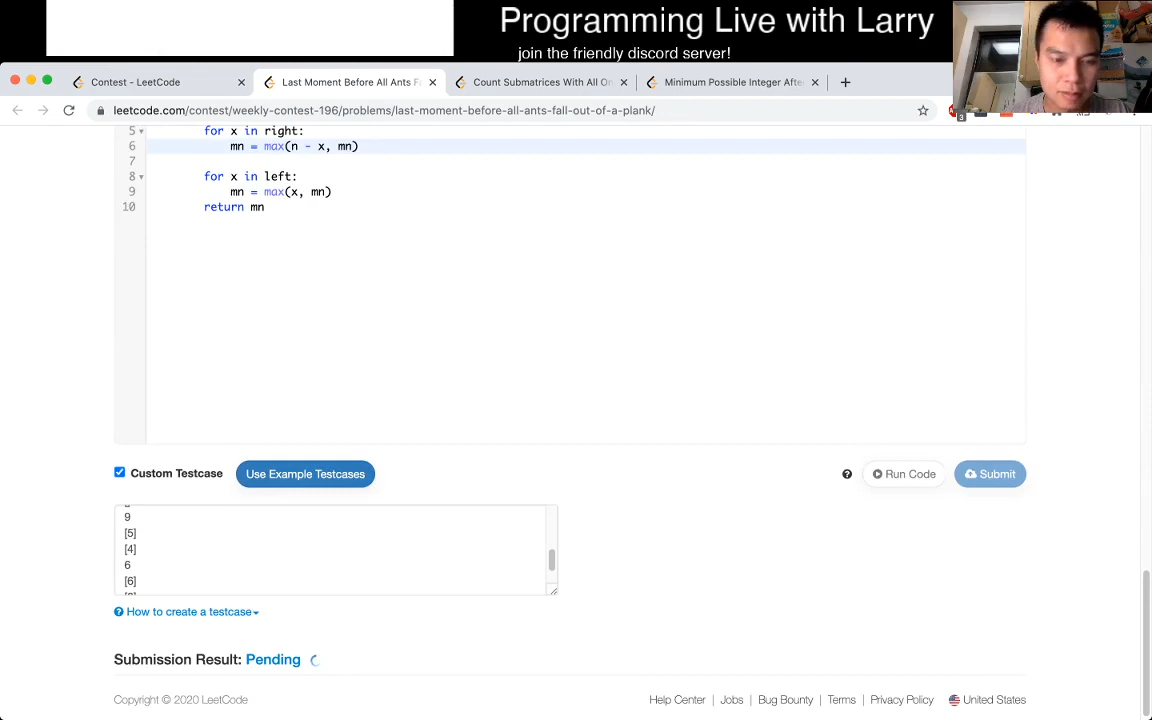 Programming Live with Larry
join the friendly discord server!
Contest - LeetCode
Last Moment Before All Ants Fa
Count Submatrices With All On
Minimum Possible Integer After
leetcode.com/contest/weekly-contest-196/problems/last-moment-before-all-ants-fall-out-of-a-plank/
3
5 for x in right:
6 mn = max(n - x, mn)
7
8 for x in left:
9 mn = max(x, mn)
10 return mn
Custom Testcase
Use Example Testcases
Run Code
Submit
9
[5]
[4]
6
[6]
How to create a testcase
Submission Result: Pending
Copyright © 2020 LeetCode
Help Center | Jobs | Bug Bounty | Terms | Privacy Policy
United States